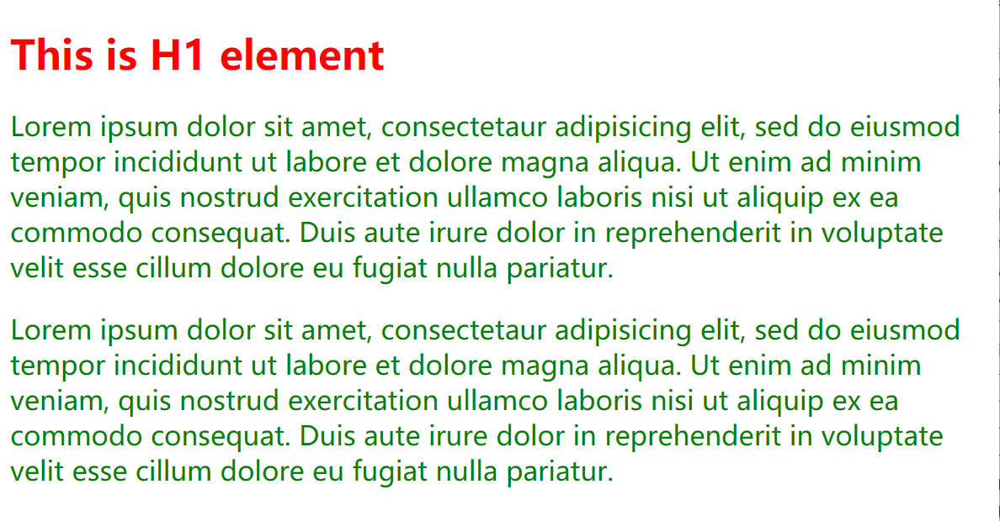 This is H1 element
Lorem ipsum dolor sit amet, consectetaur adipisicing elit, sed do eiusmod
tempor incididunt ut labore et dolore magna aliqua. Ut enim ad minim
veniam, quis nostrud exercitation ullamco laboris nisi ut aliquip ex ea
commodo consequat. Duis aute irure dolor in reprehenderit in voluptate
velit esse cillum dolore eu fugiat nulla pariatur.
Lorem ipsum dolor sit amet, consectetaur adipisicing elit, sed do eiusmod
tempor incididunt ut labore et dolore magna aliqua. Ut enim ad minim
veniam, quis nostrud exercitation ullamco laboris nisi ut aliquip ex ea
commodo consequat. Duis aute irure dolor in reprehenderit in voluptate
velit esse cillum dolore eu fugiat nulla pariatur.